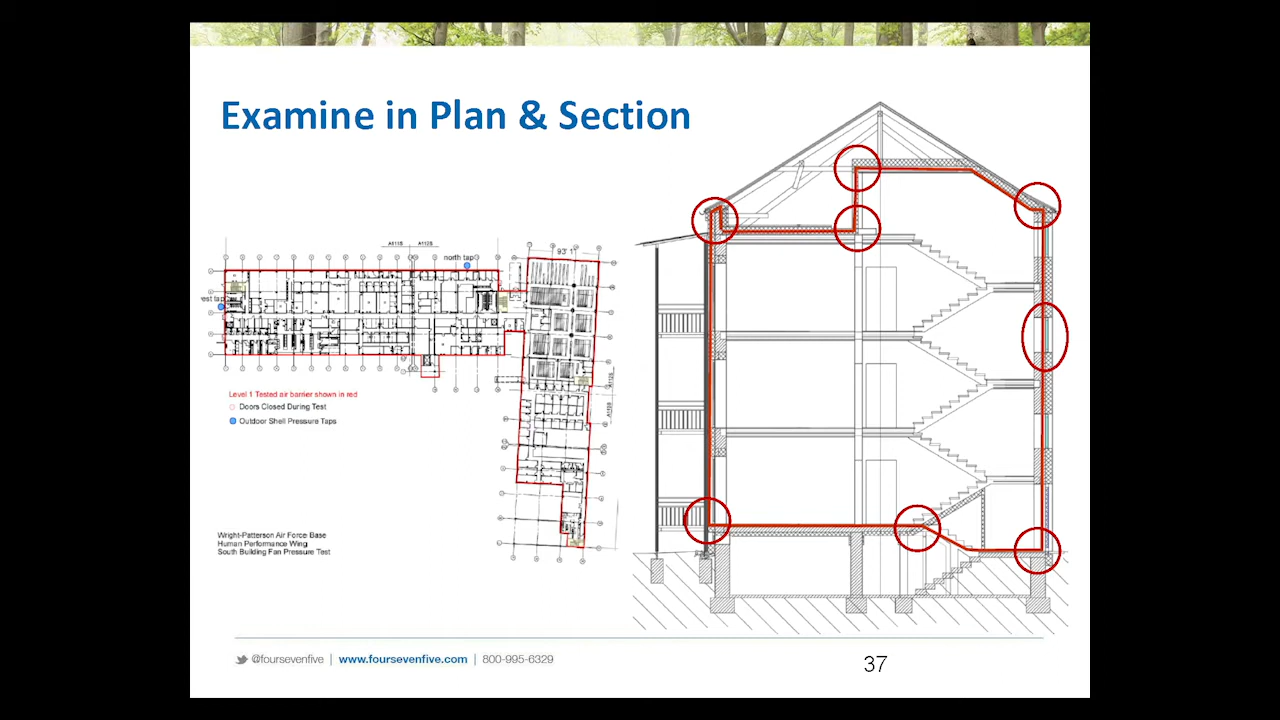 Examine in Plan & Section
A111S A112S
north tap
93' 1"
est tap
A112S
A115S
Level 1 Tested air barrier shown in red
Doors Closed During Test
Outdoor Shell Pressure Taps
Wright-Patterson Air Force Base
Human Performance Wing
South Building Fan Pressure Test
@foursevenfive | www.foursevenfive.com | 800-995-6329
37